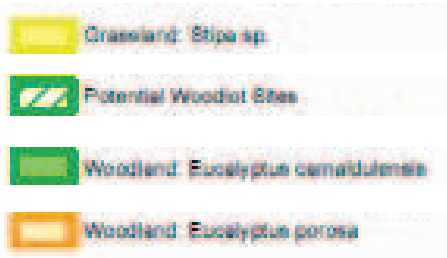 Grassland: Stipa sp.
Potential Woodlot Sites
Woodland: Eucalyptus camaldulensis
Woodland: Eucalyptus porosa